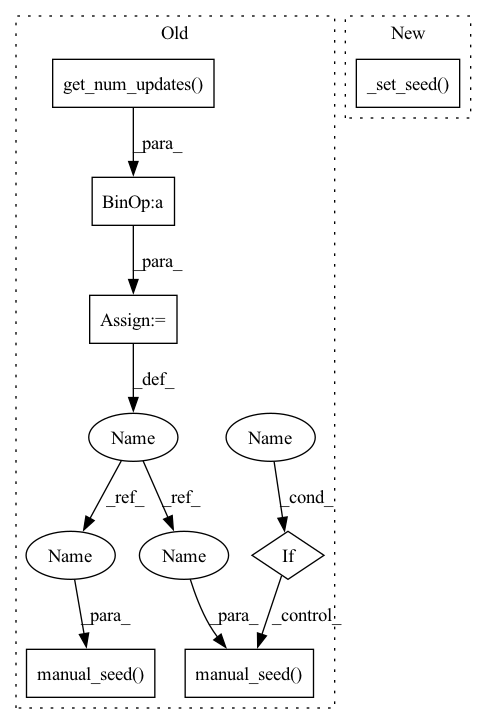 Old
New
get_num_updates()
_set_seed()
_para_
BinOp:a
_para_
Assign:=
_def_
Name
Name
_ref_
_ref_
_cond_
Name
Name
If
_para_
_para_
_control_
manual_seed()
manual_seed()